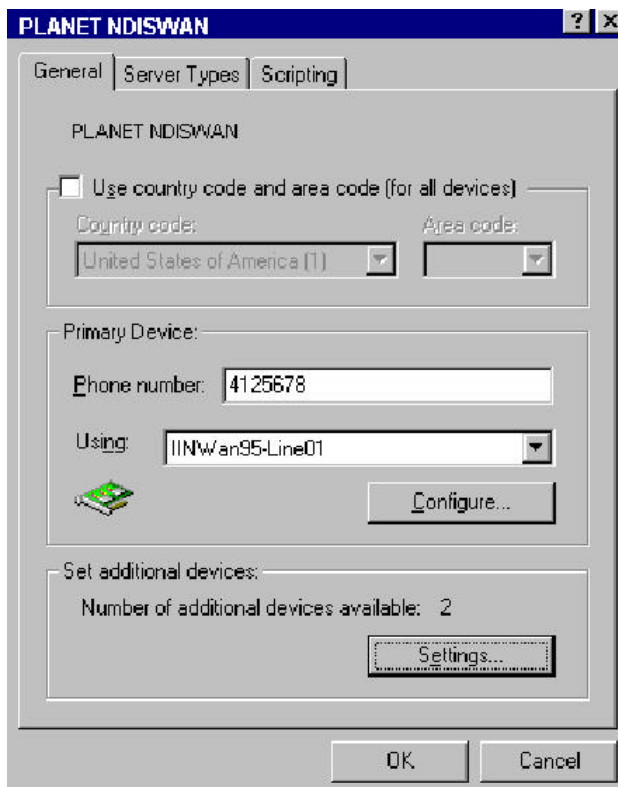 PLANET NDISWAN ? X
General Server Types Scripting
PLANET NDISWAN
Use country code and area code (for all devices)
Country code: Area code:
United States of America (1)
Primary Device:
Phone number: 4125678
Using: IINWan95-Line01
Configure...
Set additional devices:
Number of additional devices available: 2
Settings...
OK Cancel